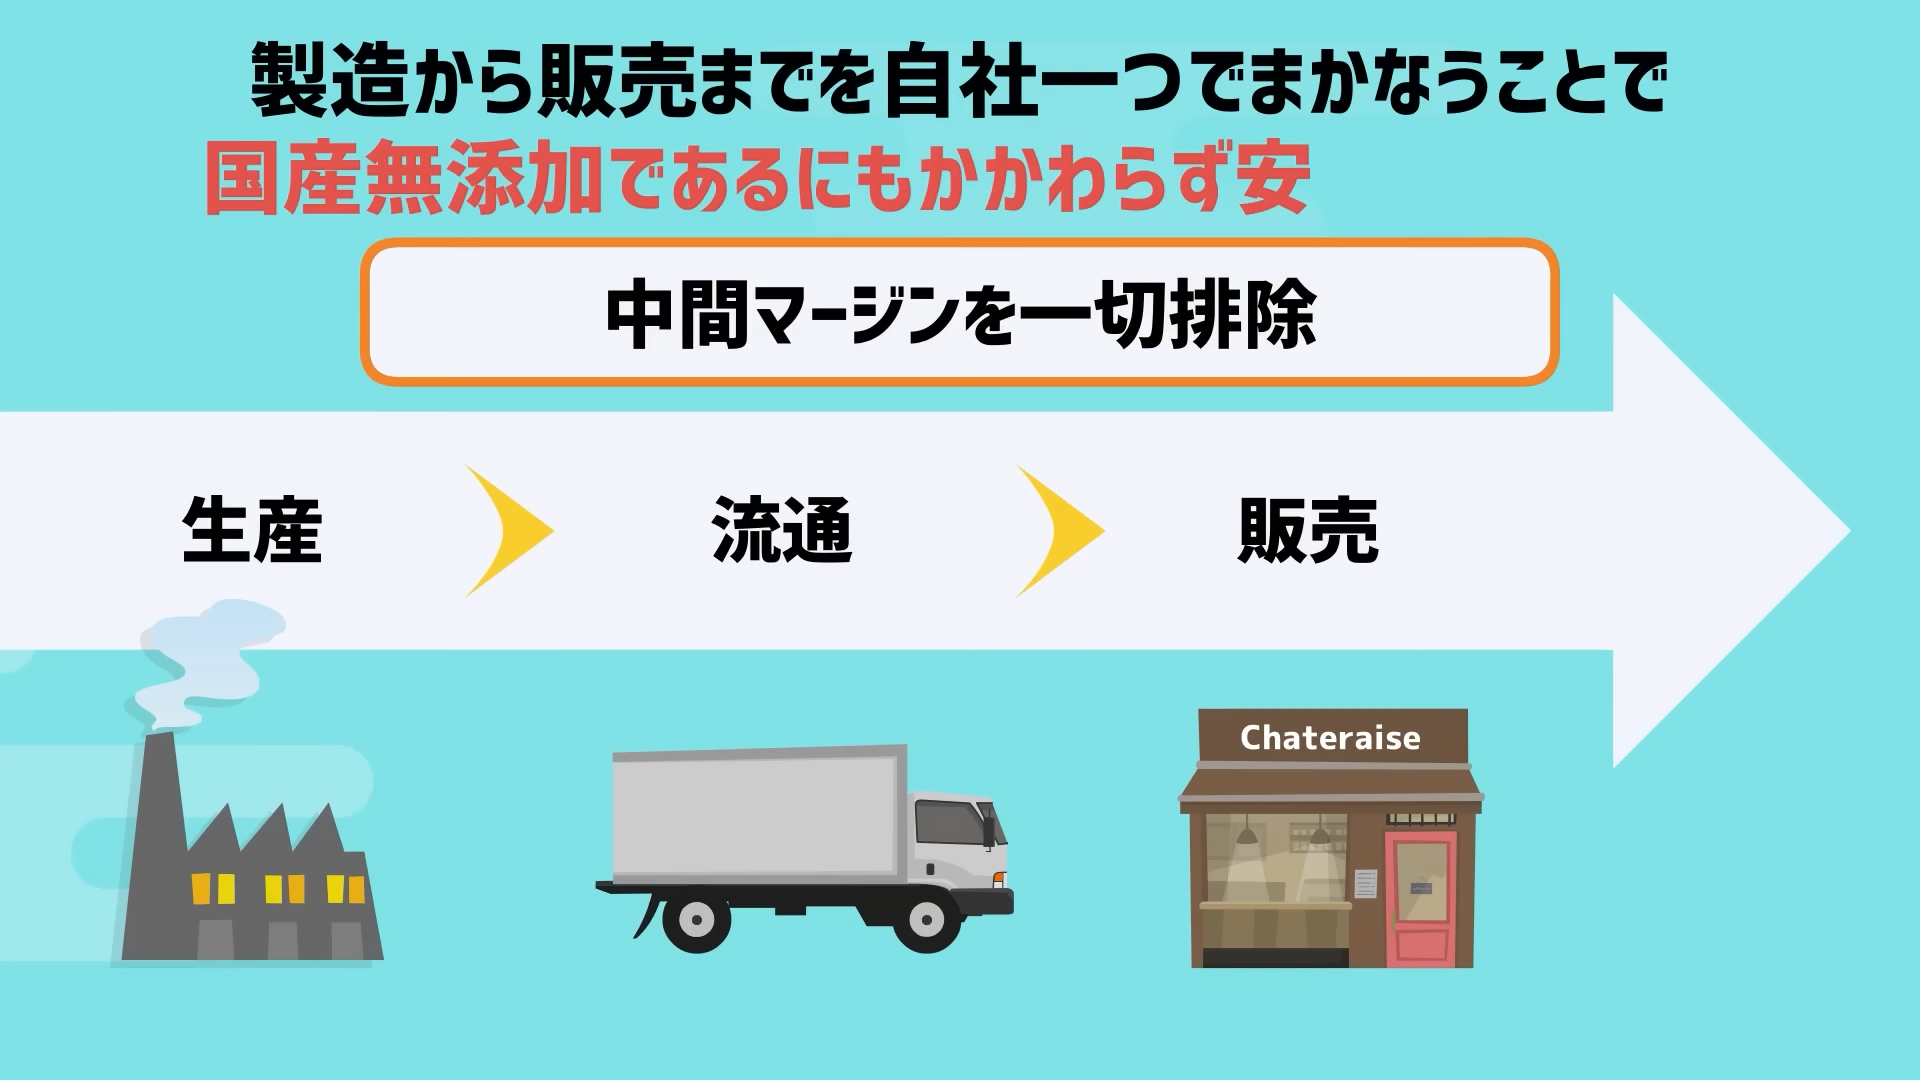 製造から販売までを自社一つでまかなうことで
国産無添加であるにもかかわらず安
中間マージンを一切排除
生産
流通
販売
Chateraise